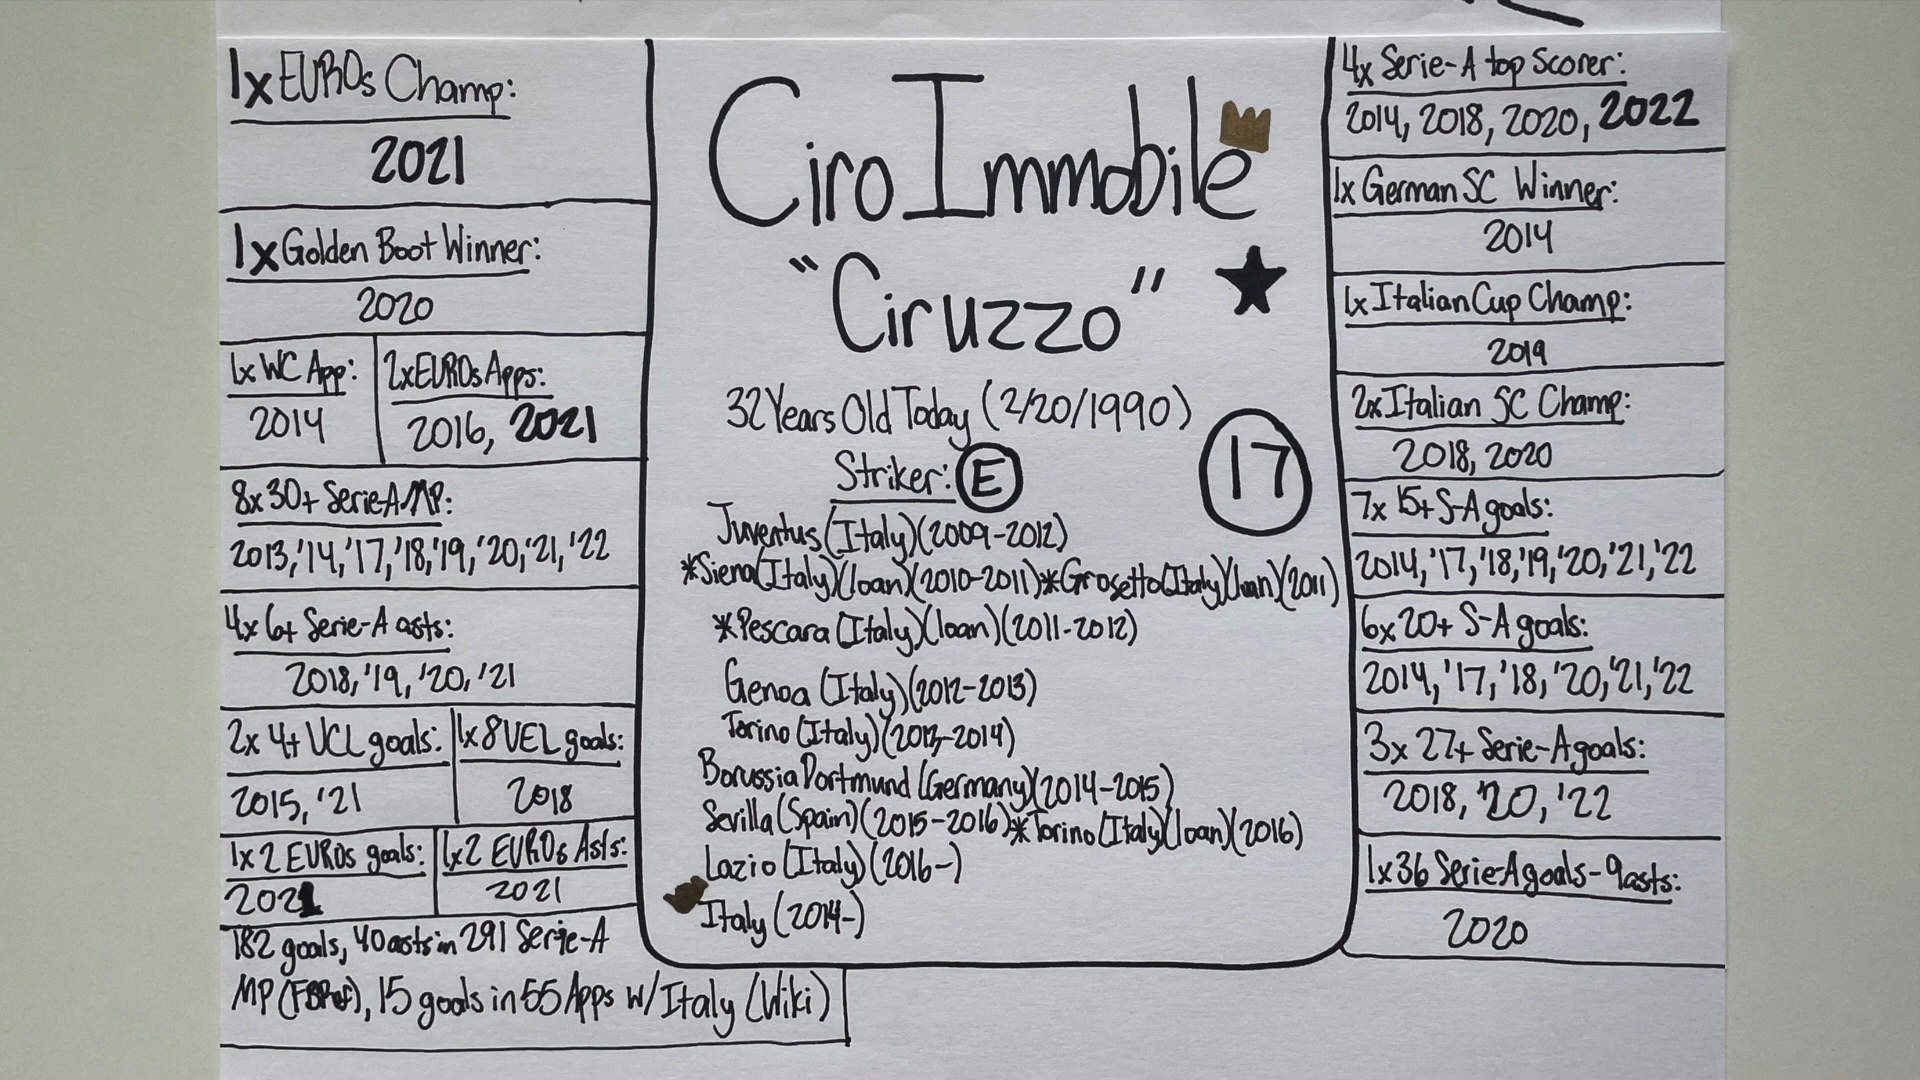 1x EUROs Champ:
2021
1x Golden Boot Winner:
2020
1x WC App:
2014
2x EUROs Apps:
2016, 2021
8x 30+ Serie-A MP:
2013,'14,'17,'18,'19,'20,'21,'22
4x 6+ Serie-A asts:
2018,'19,'20,'21
2x 4+ UCL goals:
2015, '21
1x 8 UEL goals:
2018
1x 2 EUROs goals:
2021
1x2 EUROs Asts:
2021
182 goals, 40 asts in 291 Serie-A
MP (FBRef), 15 goals in 55 Apps w/ Italy (Wiki)
Ciro Immobile
"Ciruzzo"
32 Years Old Today (2/20/1990)
Striker: E
17
Juventus (Italy)(2009-2012)
*Siena(Italy)(loan)(2010-2011)*Grosetto(Italy)(loan)(2011)
*Pescara (Italy)(loan)(2011-2012)
Genoa (Italy)(2012-2013)
Torino (Italy)(2013-2014)
Borussia Dortmund (Germany)(2014-2015)
Sevilla (Spain)(2015-2016)*Torino(Italy)(loan)(2016)
Lazio (Italy)(2016-)
Italy (2014-)
4x Serie-A top Scorer:
2014, 2018, 2020, 2022
1x German SC Winner:
2014
1x Italian Cup Champ:
2019
2x Italian SC Champ:
2018, 2020
7x 15+ S-A goals:
2014,'17,'18,'19,'20,'21,'22
6x 20+ S-A goals:
2014,'17,'18,'20,'21,'22
3x 27+ Serie-A goals:
2018, '20, '22
1x36 Serie-A goals-9asts:
2020